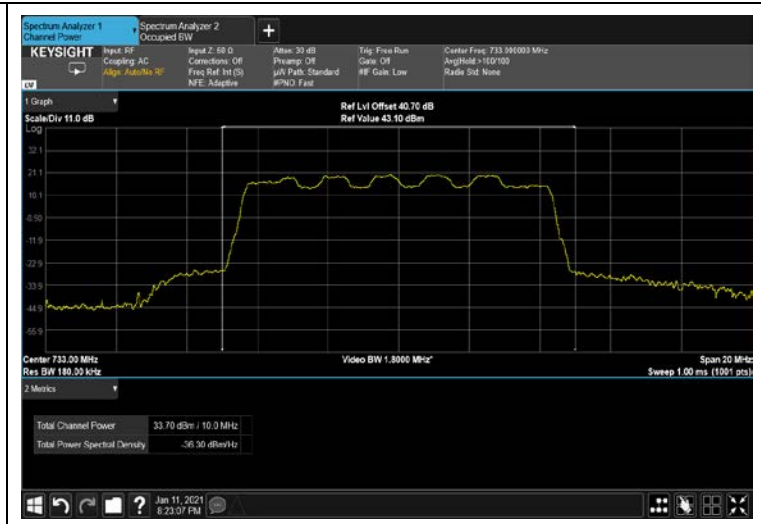 Spectrum Analyzer 1
Channel Power
Spectrum Analyzer 2
Occupied BW
KEYSIGHT
Input: RF
Coupling: AC
Align: Auto/No RF
Input Z: 50 Ω
Corrections: Off
Freq Ref: Int (S)
NFE: Adaptive
Atten: 30 dB
Preamp: Off
µW Path: Standard
#PNO: Fast
Trig: Free Run
Gate: Off
#IF Gain: Low
Center Freq: 733.000000 MHz
Avg|Hold:>100/100
Radio Std: None
1 Graph
Scale/Div 11.0 dB
Ref Lvl Offset 40.70 dB
Ref Value 43.10 dBm
Log
32.1
21.1
10.1
-0.90
-11.9
-22.9
-33.9
-44.9
-55.9
Center 733.00 MHz
Res BW 180.00 kHz
Video BW 1.8000 MHz*
Span 20 MHz
Sweep 1.00 ms (1001 pts)
2 Metrics
Total Channel Power 33.70 dBm / 10.0 MHz
Total Power Spectral Density -36.30 dBm/Hz
Jan 11, 2021
8:23:07 PM